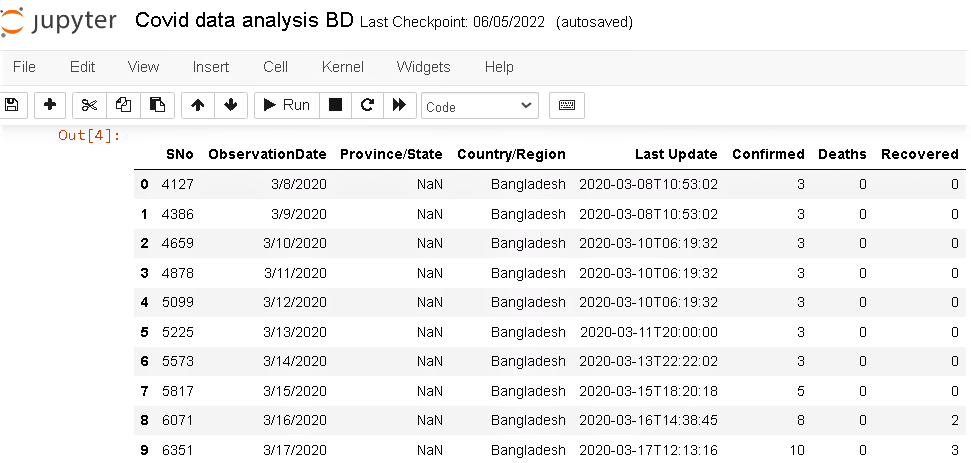 jupyter Covid data analysis BD Last Checkpoint: 06/05/2022 (autosaved)
File Edit View Insert Cell Kernel Widgets Help
Run Code
Out[4]:
SNo ObservationDate Province/State Country/Region Last Update Confirmed Deaths Recovered
0 4127 3/8/2020 NaN Bangladesh 2020-03-08T10:53:02 3 0 0
1 4386 3/9/2020 NaN Bangladesh 2020-03-08T10:53:02 3 0 0
2 4659 3/10/2020 NaN Bangladesh 2020-03-10T06:19:32 3 0 0
3 4878 3/11/2020 NaN Bangladesh 2020-03-10T06:19:32 3 0 0
4 5099 3/12/2020 NaN Bangladesh 2020-03-10T06:19:32 3 0 0
5 5225 3/13/2020 NaN Bangladesh 2020-03-11T20:00:00 3 0 0
6 5573 3/14/2020 NaN Bangladesh 2020-03-13T22:22:02 3 0 0
7 5817 3/15/2020 NaN Bangladesh 2020-03-15T18:20:18 5 0 0
8 6071 3/16/2020 NaN Bangladesh 2020-03-16T14:38:45 8 0 2
9 6351 3/17/2020 NaN Bangladesh 2020-03-17T12:13:16 10 0 3